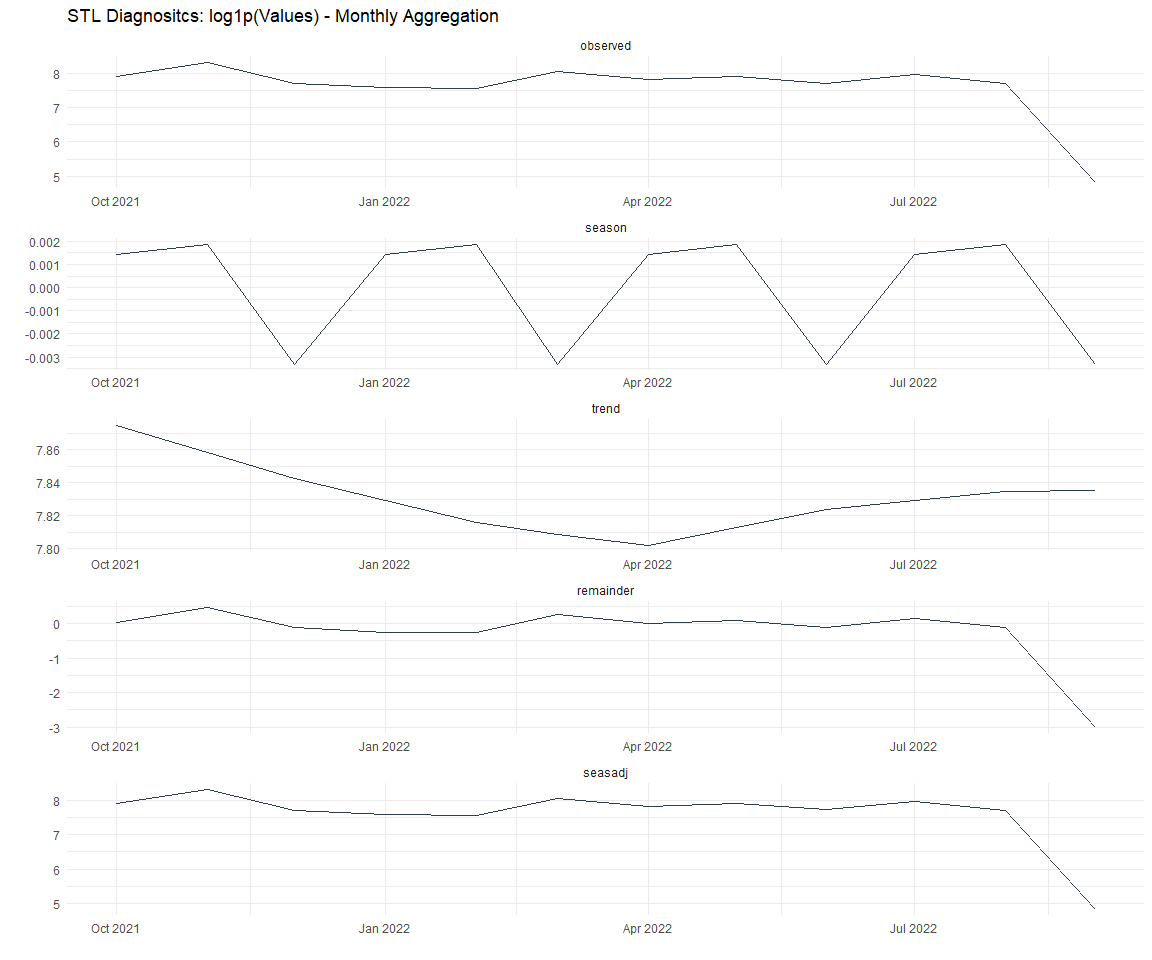 STL Diagnositcs: log1p(Values) - Monthly Aggregation
observed
8
7
6
5
Oct 2021 Jan 2022 Apr 2022 Jul 2022
season
0.002
0.001
0.000
-0.001
-0.002
-0.003
Oct 2021 Jan 2022 Apr 2022 Jul 2022
trend
7.86
7.84
7.82
7.80
Oct 2021 Jan 2022 Apr 2022 Jul 2022
remainder
0
-1
-2
-3
Oct 2021 Jan 2022 Apr 2022 Jul 2022
seasadj
8
7
6
5
Oct 2021 Jan 2022 Apr 2022 Jul 2022